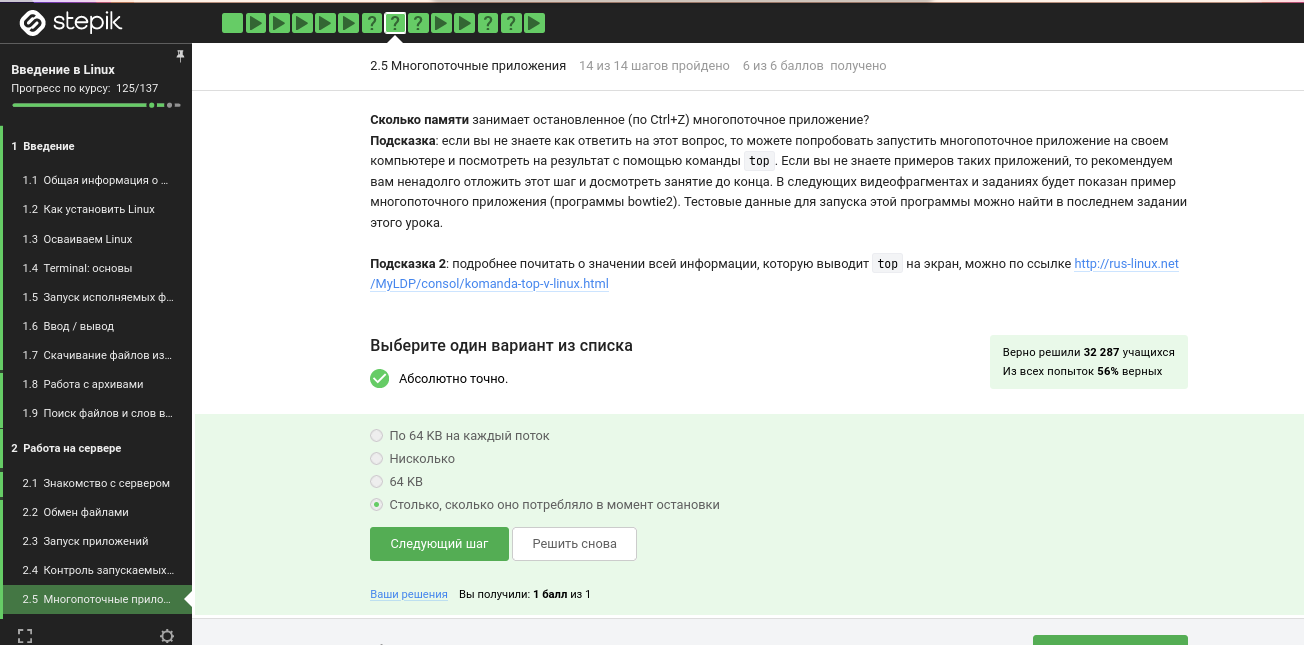 stepik
? ? ? ? ?
Введение в Linux
Прогресс по курсу: 125/137
1 Введение
1.1 Общая информация о ...
1.2 Как установить Linux
1.3 Осваиваем Linux
1.4 Terminal: основы
1.5 Запуск исполняемых ф...
1.6 Ввод / вывод
1.7 Скачивание файлов из...
1.8 Работа с архивами
1.9 Поиск файлов и слов в...
2 Работа на сервере
2.1 Знакомство с сервером
2.2 Обмен файлами
2.3 Запуск приложений
2.4 Контроль запускаемых...
2.5 Многопоточные прило...
2.5 Многопоточные приложения 14 из 14 шагов пройдено 6 из 6 баллов получено
Сколько памяти занимает остановленное (по Ctrl+Z) многопоточное приложение?
Подсказка: если вы не знаете как ответить на этот вопрос, то можете попробовать запустить многопоточное приложение на своем
компьютере и посмотреть на результат с помощью команды top. Если вы не знаете примеров таких приложений, то рекомендуем
вам ненадолго отложить этот шаг и досмотреть занятие до конца. В следующих видеофрагментах и заданиях будет показан пример
многопоточного приложения (программы bowtie2). Тестовые данные для запуска этой программы можно найти в последнем задании
этого урока.
Подсказка 2: подробнее почитать о значении всей информации, которую выводит top на экран, можно по ссылке http://rus-linux.net
/MyLDP/consol/komanda-top-v-linux.html
Выберите один вариант из списка
Абсолютно точно.
Верно решили 32 287 учащихся
Из всех попыток 56% верных
По 64 KB на каждый поток
Нисколько
64 KB
Столько, сколько оно потребляло в момент остановки
Следующий шаг Решить снова
Ваши решения Вы получили: 1 балл из 1